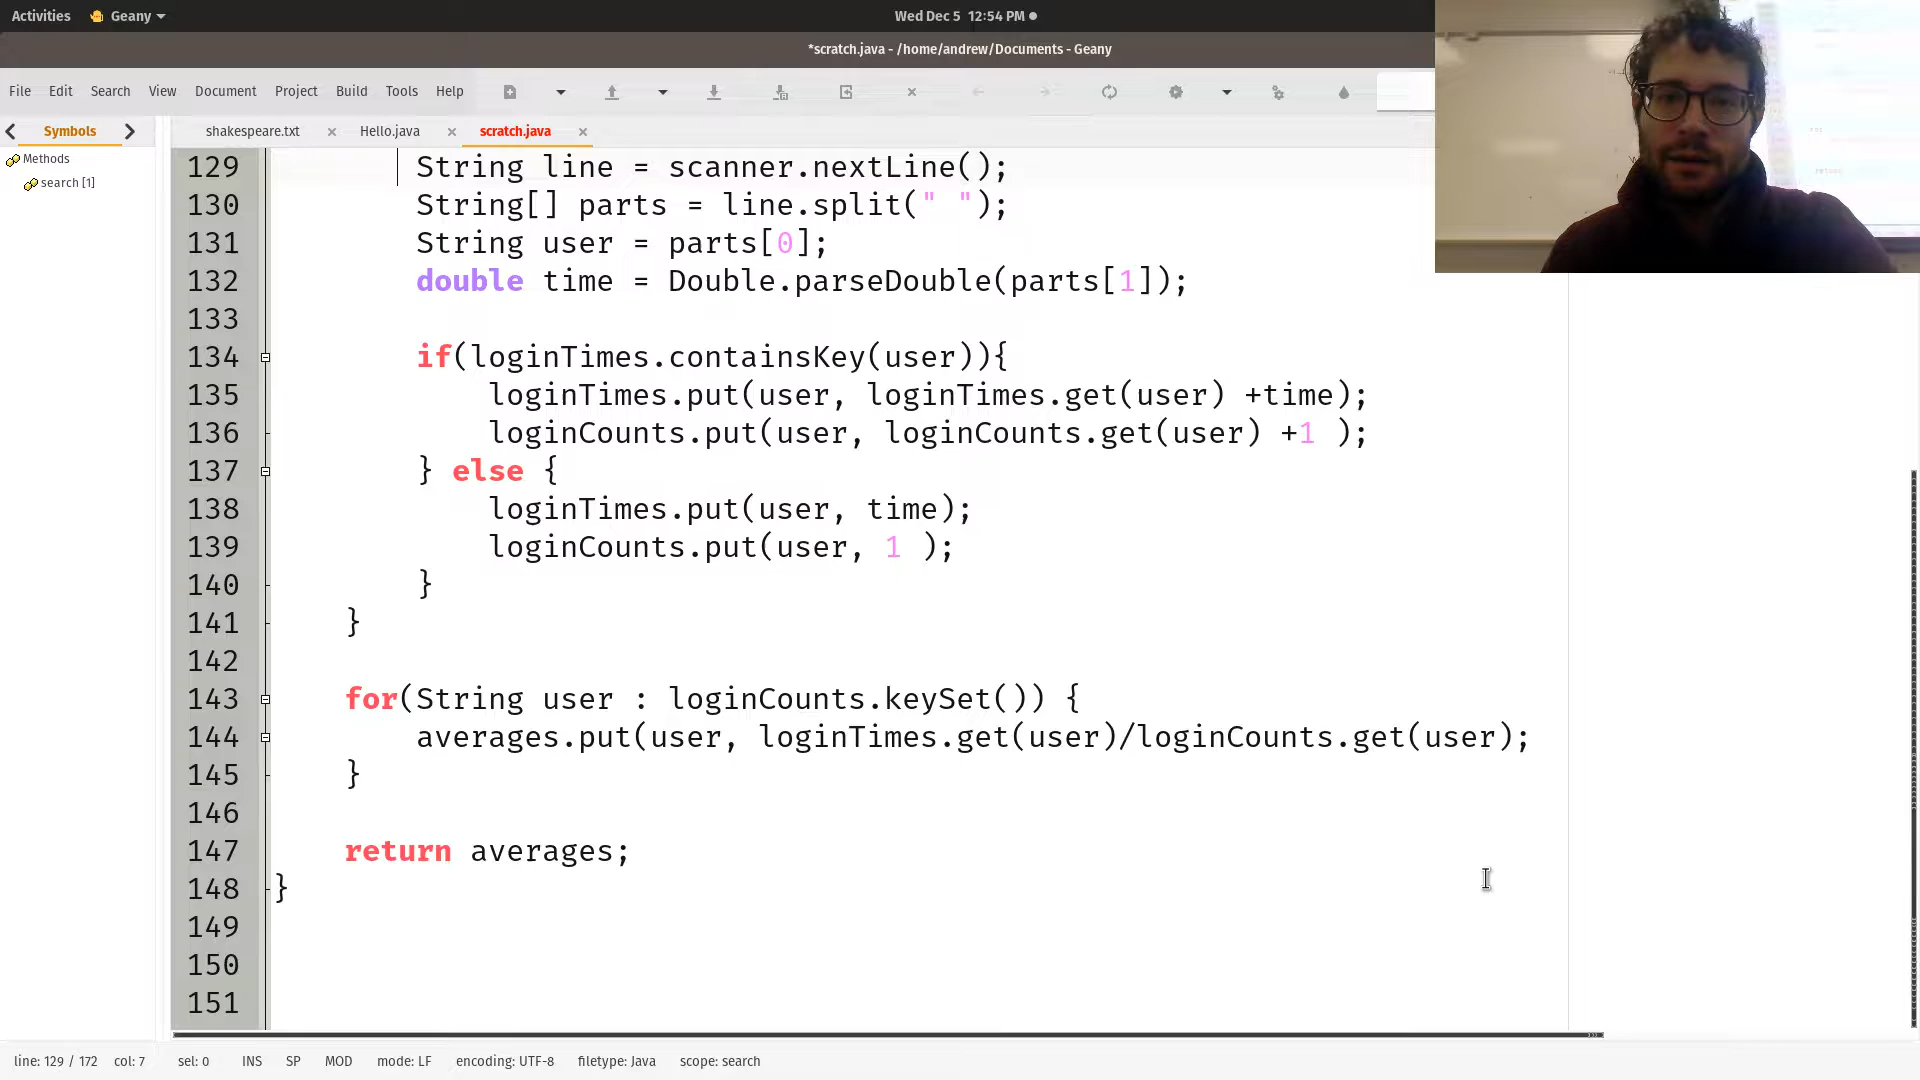 Activities Geany Wed Dec 5 12:54 PM
*scratch.java - /home/andrew/Documents - Geany
File Edit Search View Document Project Build Tools Help
Symbols shakespeare.txt Hello.java scratch.java
Methods
search [1]
129 String line = scanner.nextLine();
130 String[] parts = line.split(" ");
131 String user = parts[0];
132 double time = Double.parseDouble(parts[1]);
133
134 if(loginTimes.containsKey(user)){
135 loginTimes.put(user, loginTimes.get(user) +time);
136 loginCounts.put(user, loginCounts.get(user) +1 );
137 } else {
138 loginTimes.put(user, time);
139 loginCounts.put(user, 1 );
140 }
141 }
142
143 for(String user : loginCounts.keySet()) {
144 averages.put(user, loginTimes.get(user)/loginCounts.get(user);
145 }
146
147 return averages;
148 }
149
150
151
line: 129 / 172 col: 7 sel: 0 INS SP MOD mode: LF encoding: UTF-8 filetype: Java scope: search